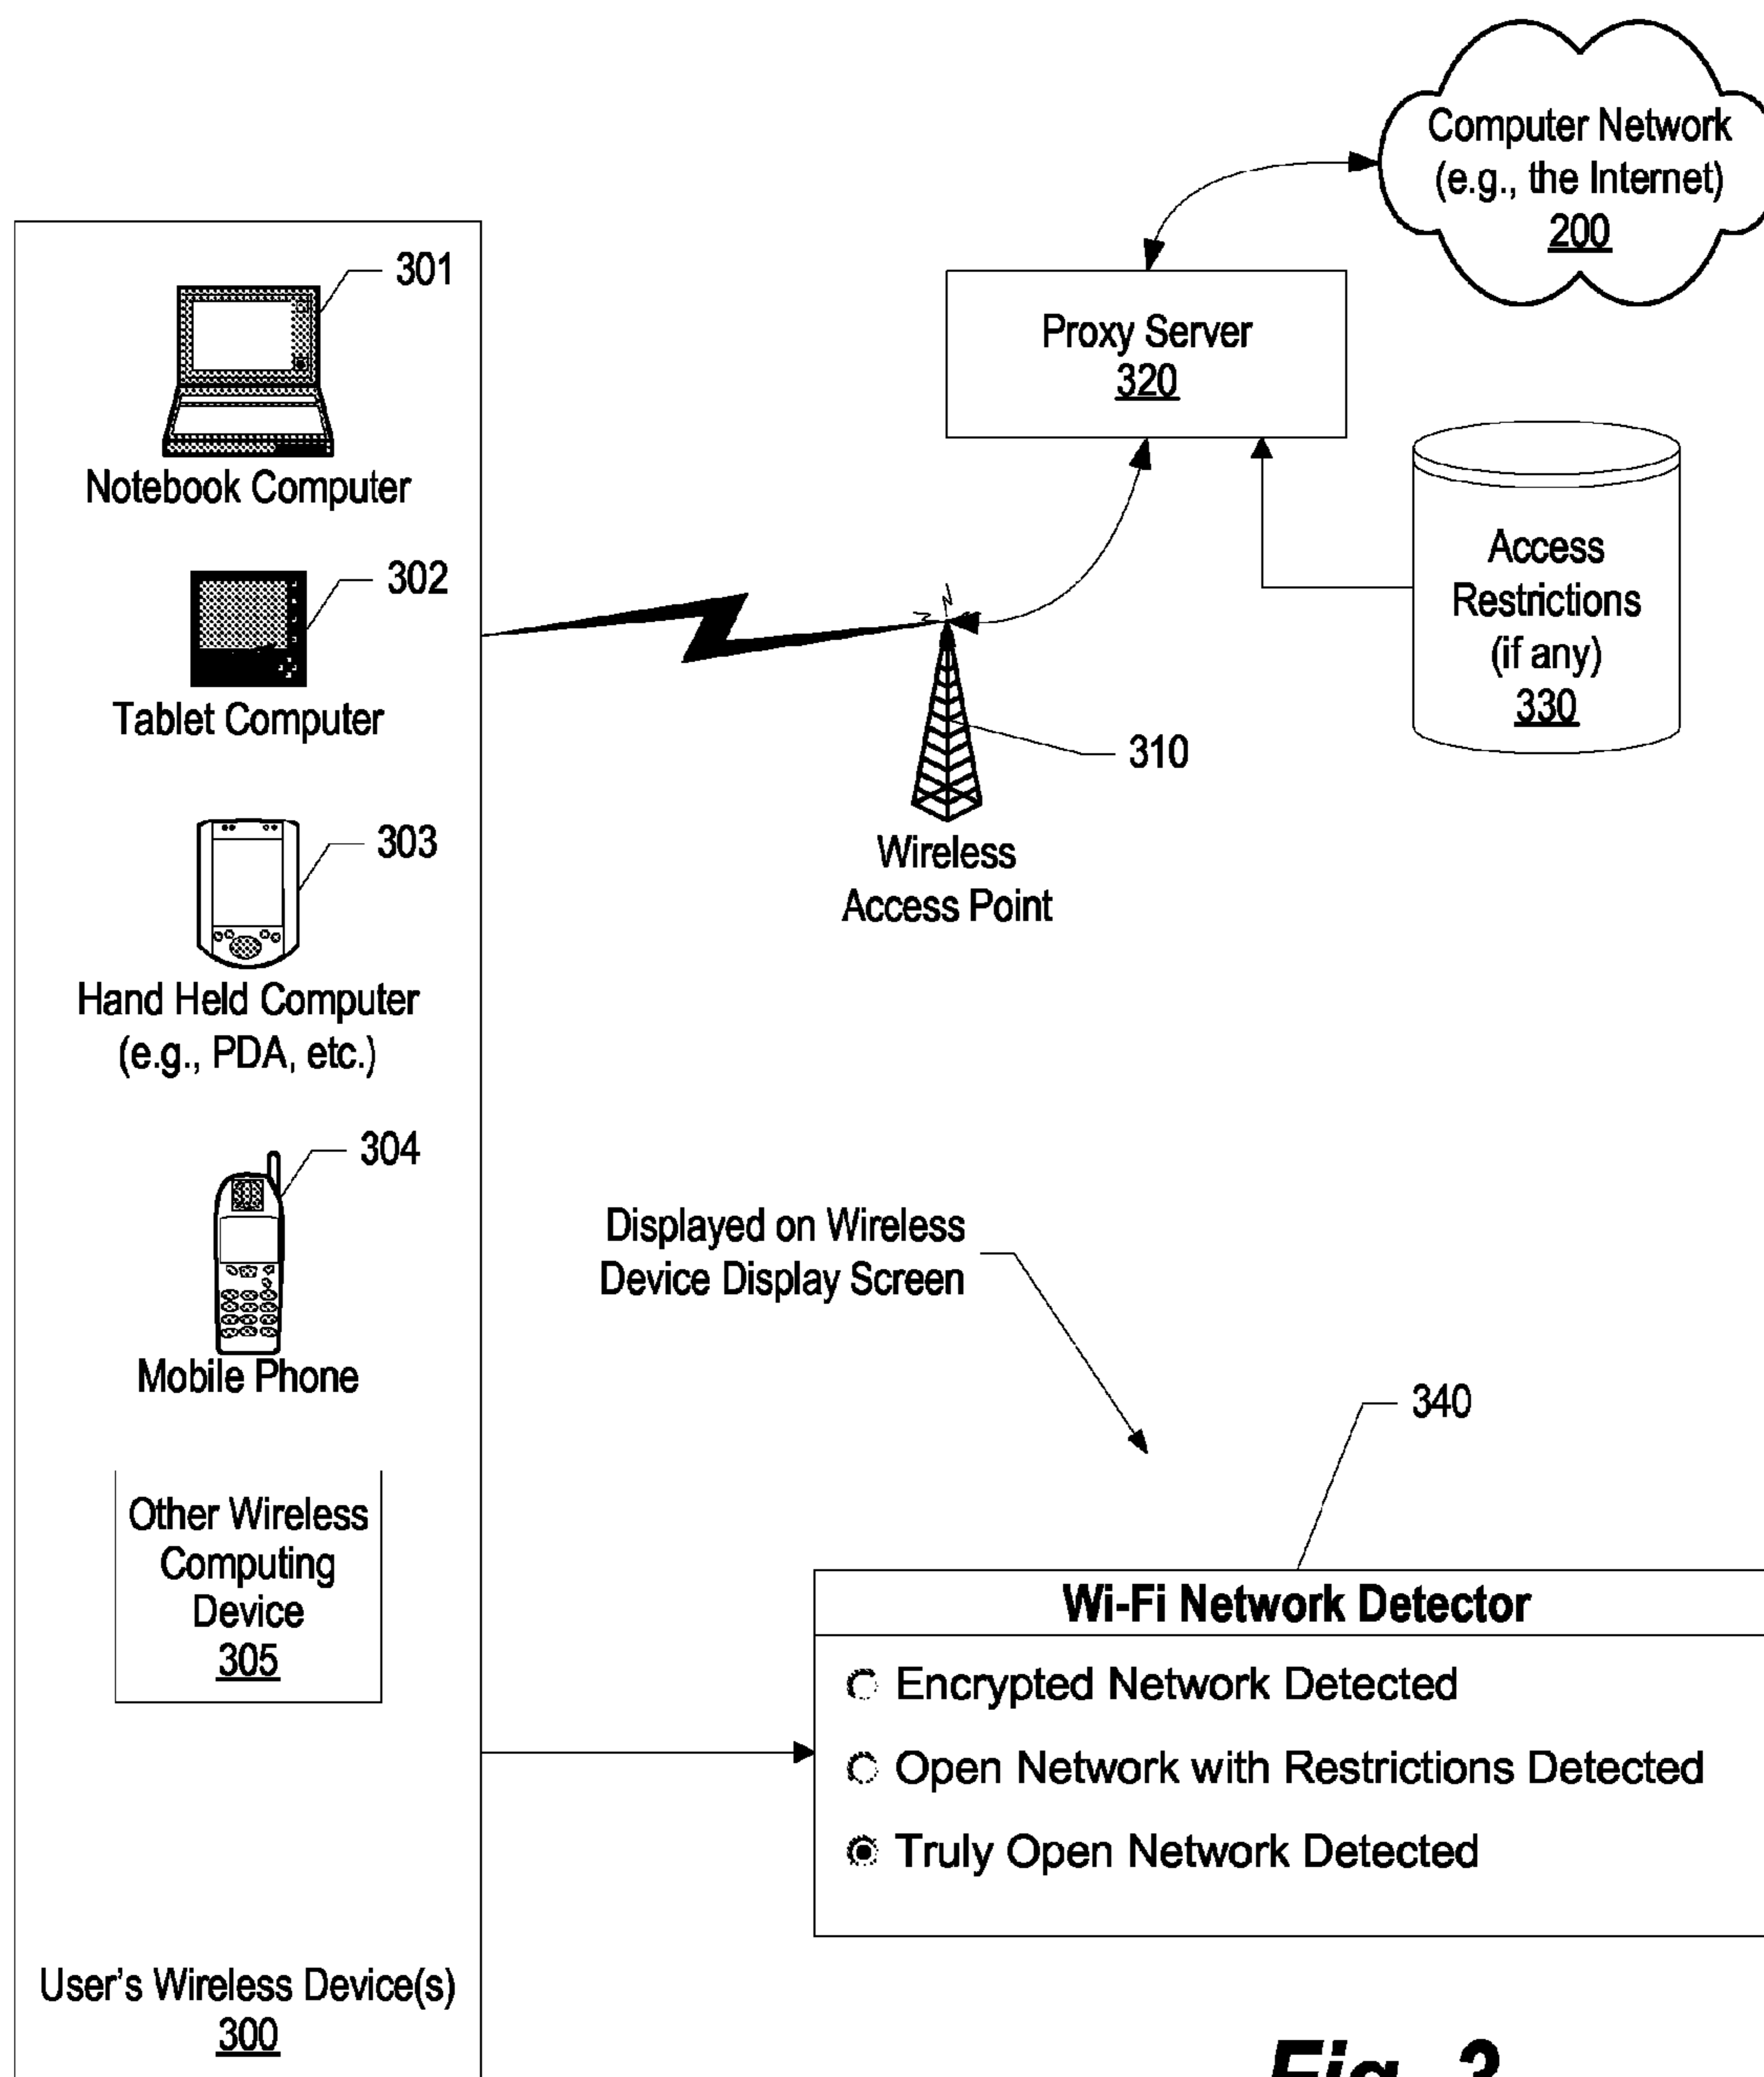 Computer Network
(e.g., the Internet)
200
301
Proxy Server
320
Notebook Computer
Access
Restrictions
(if any)
330
302
Tablet Computer
310
Wireless
Access Point
303
Hand Held Computer
(e.g., PDA, etc.)
304
Mobile Phone
Displayed on Wireless
Device Display Screen
340
Other Wireless
Computing
Device
305
Wi-Fi Network Detector
Encrypted Network Detected
Open Network with Restrictions Detected
Truly Open Network Detected
User's Wireless Device(s)
300